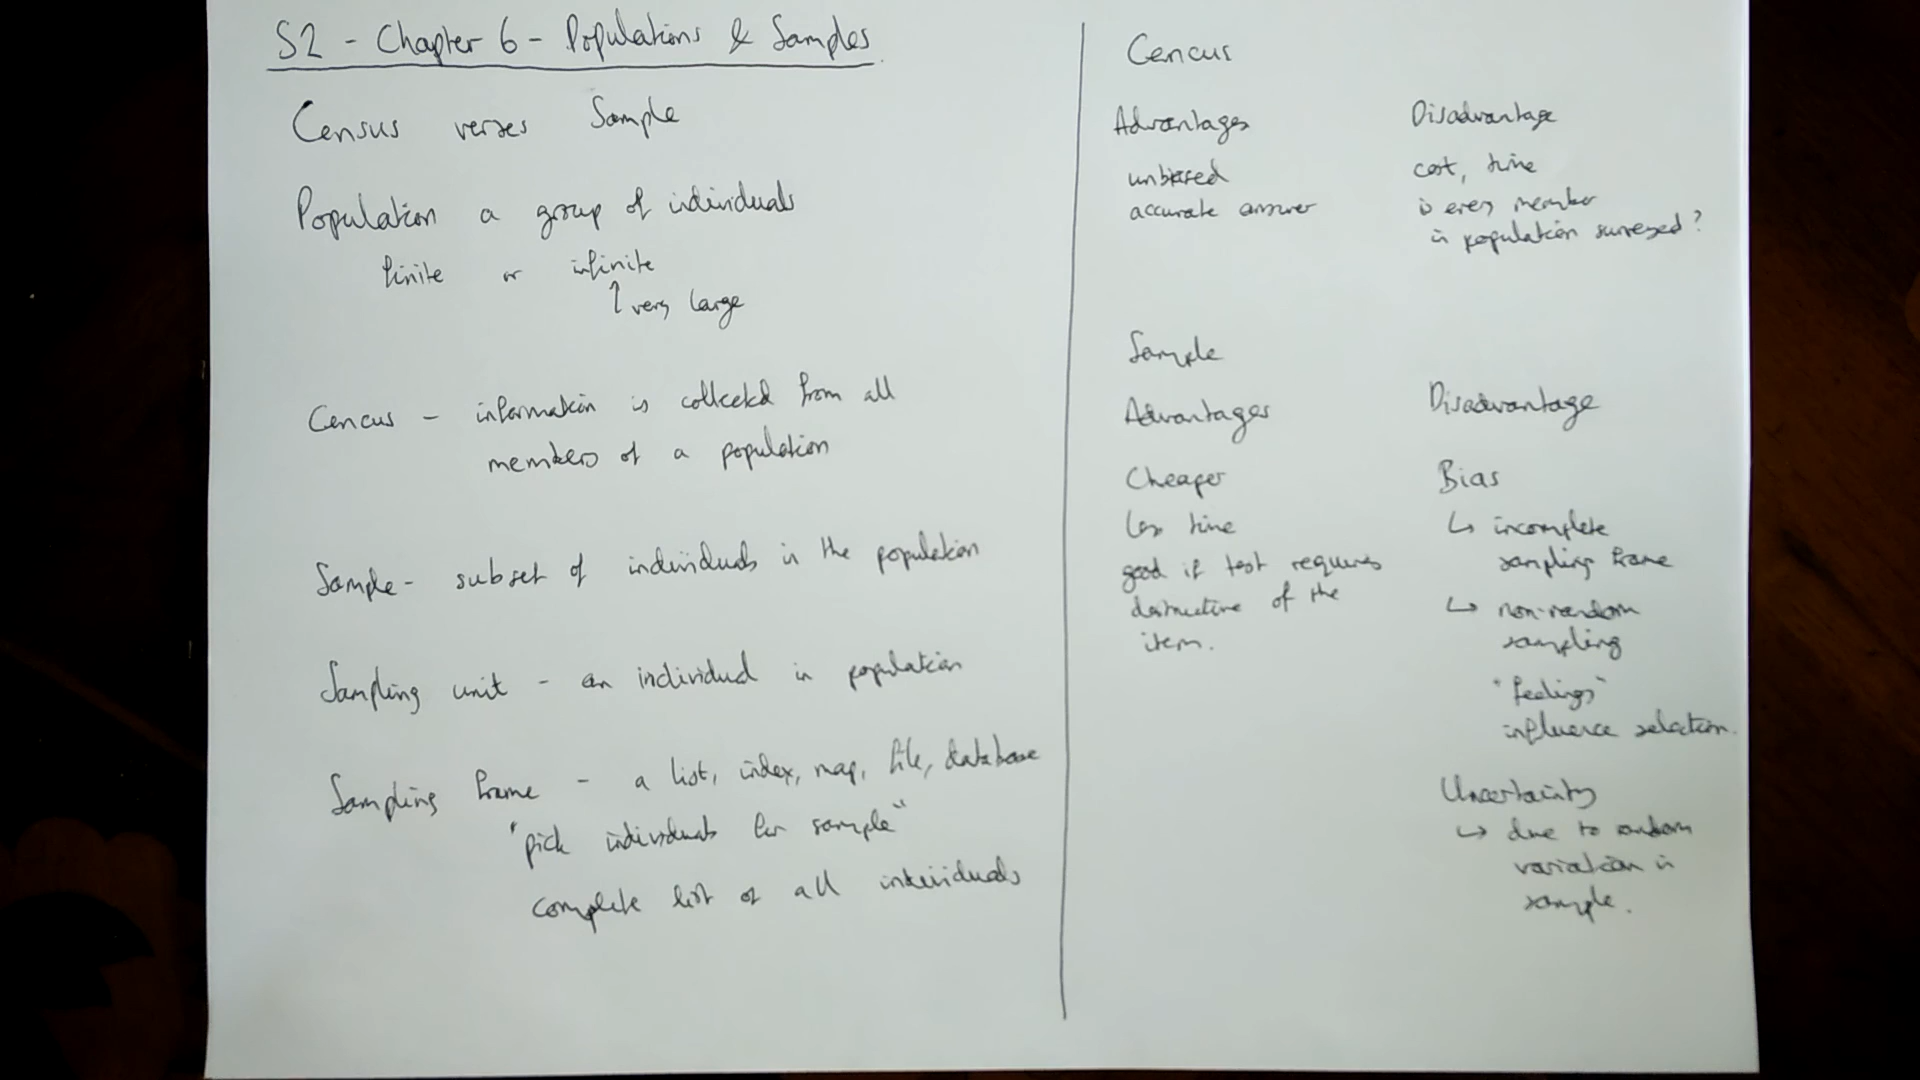 S2 - Chapter 6 - Populations & Samples
Census verses Sample
Population a group of individuals
finite or infinite
↑ very large
Cencus - information is collected from all
members of a population
Sample - subset of individuals in the population
Sampling unit - an individual in population
Sampling frame - a list, index, map, file, database
"pick individuals for sample"
complete list of all individuals
Cencus
Advantages
unbiased
accurate answer
Disadvantage
cost, time
is every member
in population surveyed?
Sample
Advantages
Cheaper
Less time
good if test requires
destructive of the
item.
Disadvantage
Bias
↳ incomplete
sampling frame
↳ non-random
sampling
"feelings"
influence selection.
Uncertainty
↳ due to random
variation in
sample.